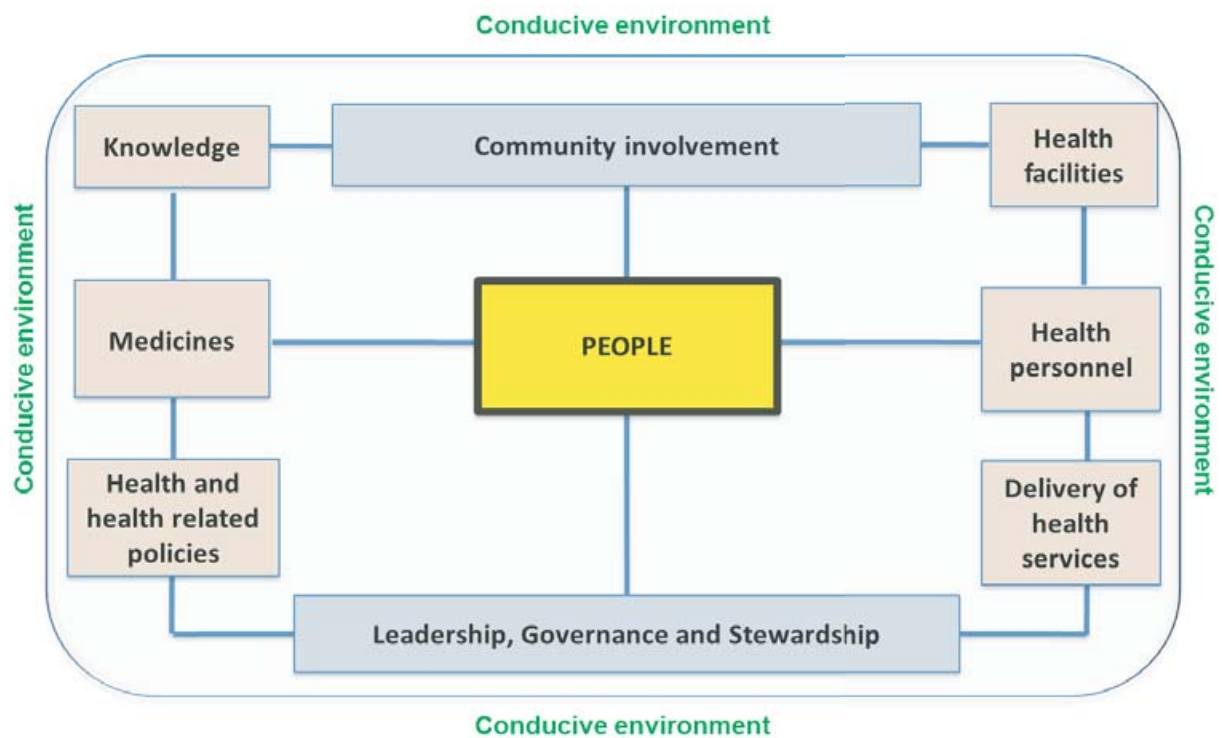 Conducive environment
Knowledge
Community involvement
Health
facilities
Conducive environment
Conducive environment
Medicines
PEOPLE
Health
personnel
Health and
health related
policies
Delivery of
health
services
Leadership, Governance and Stewardship
Conducive environment